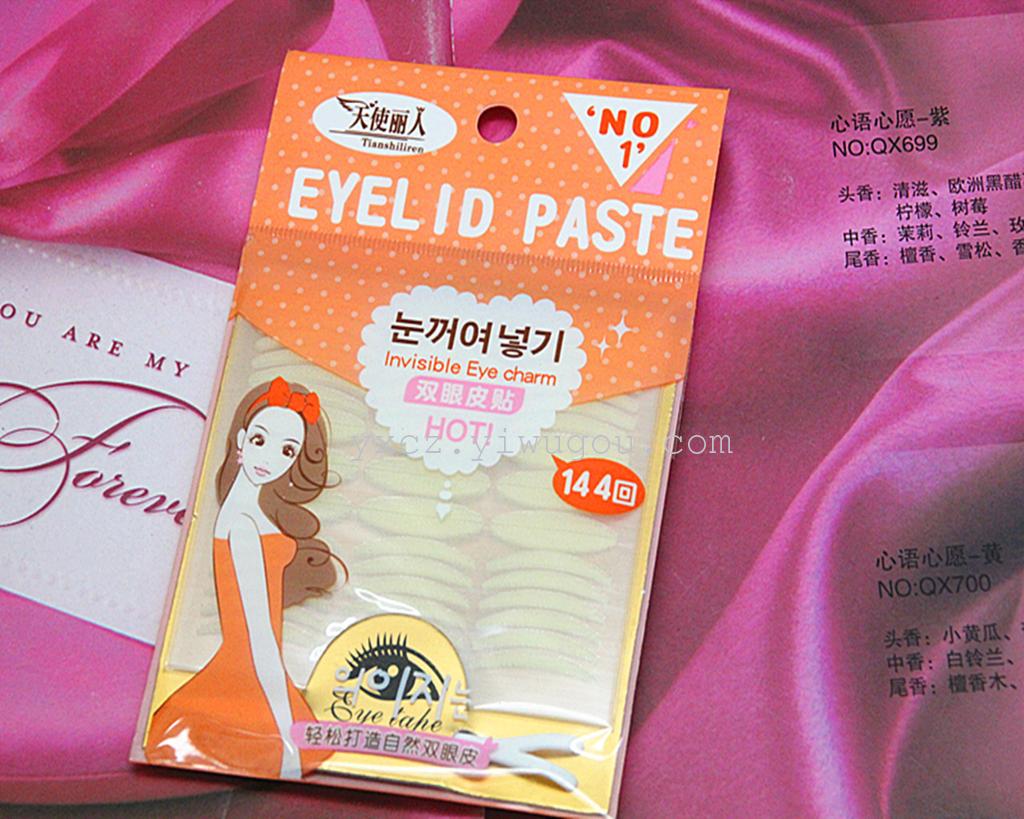 天使丽人
Tianshiliren
'NO
1'
EYELID PASTE
눈꺼여넣기
Invisible Eye charm
双眼皮贴
HOT!
144回
Eye tape
轻松打造自然双眼皮
OU ARE MY
Forev
yxcz.yiwugou.com
心语心愿-紫
NO:QX699
头香：清滋、欧洲黑醋
柠檬、树莓
中香：茉莉、铃兰、玫
尾香：檀香、雪松、香
心语心愿-黄
NO:QX700
头香：小黄瓜、
中香：白铃兰、
尾香：檀香木、